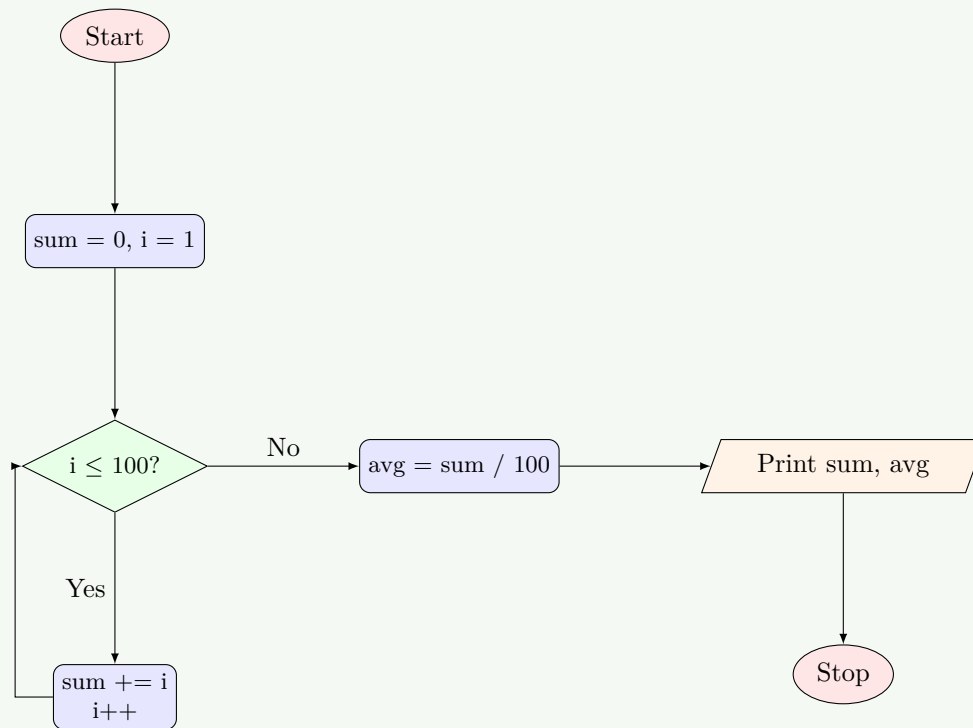 Start
sum = 0, i = 1
i ≤ 100?
No
avg = sum / 100
Print sum, avg
Yes
sum += i
i++
Stop